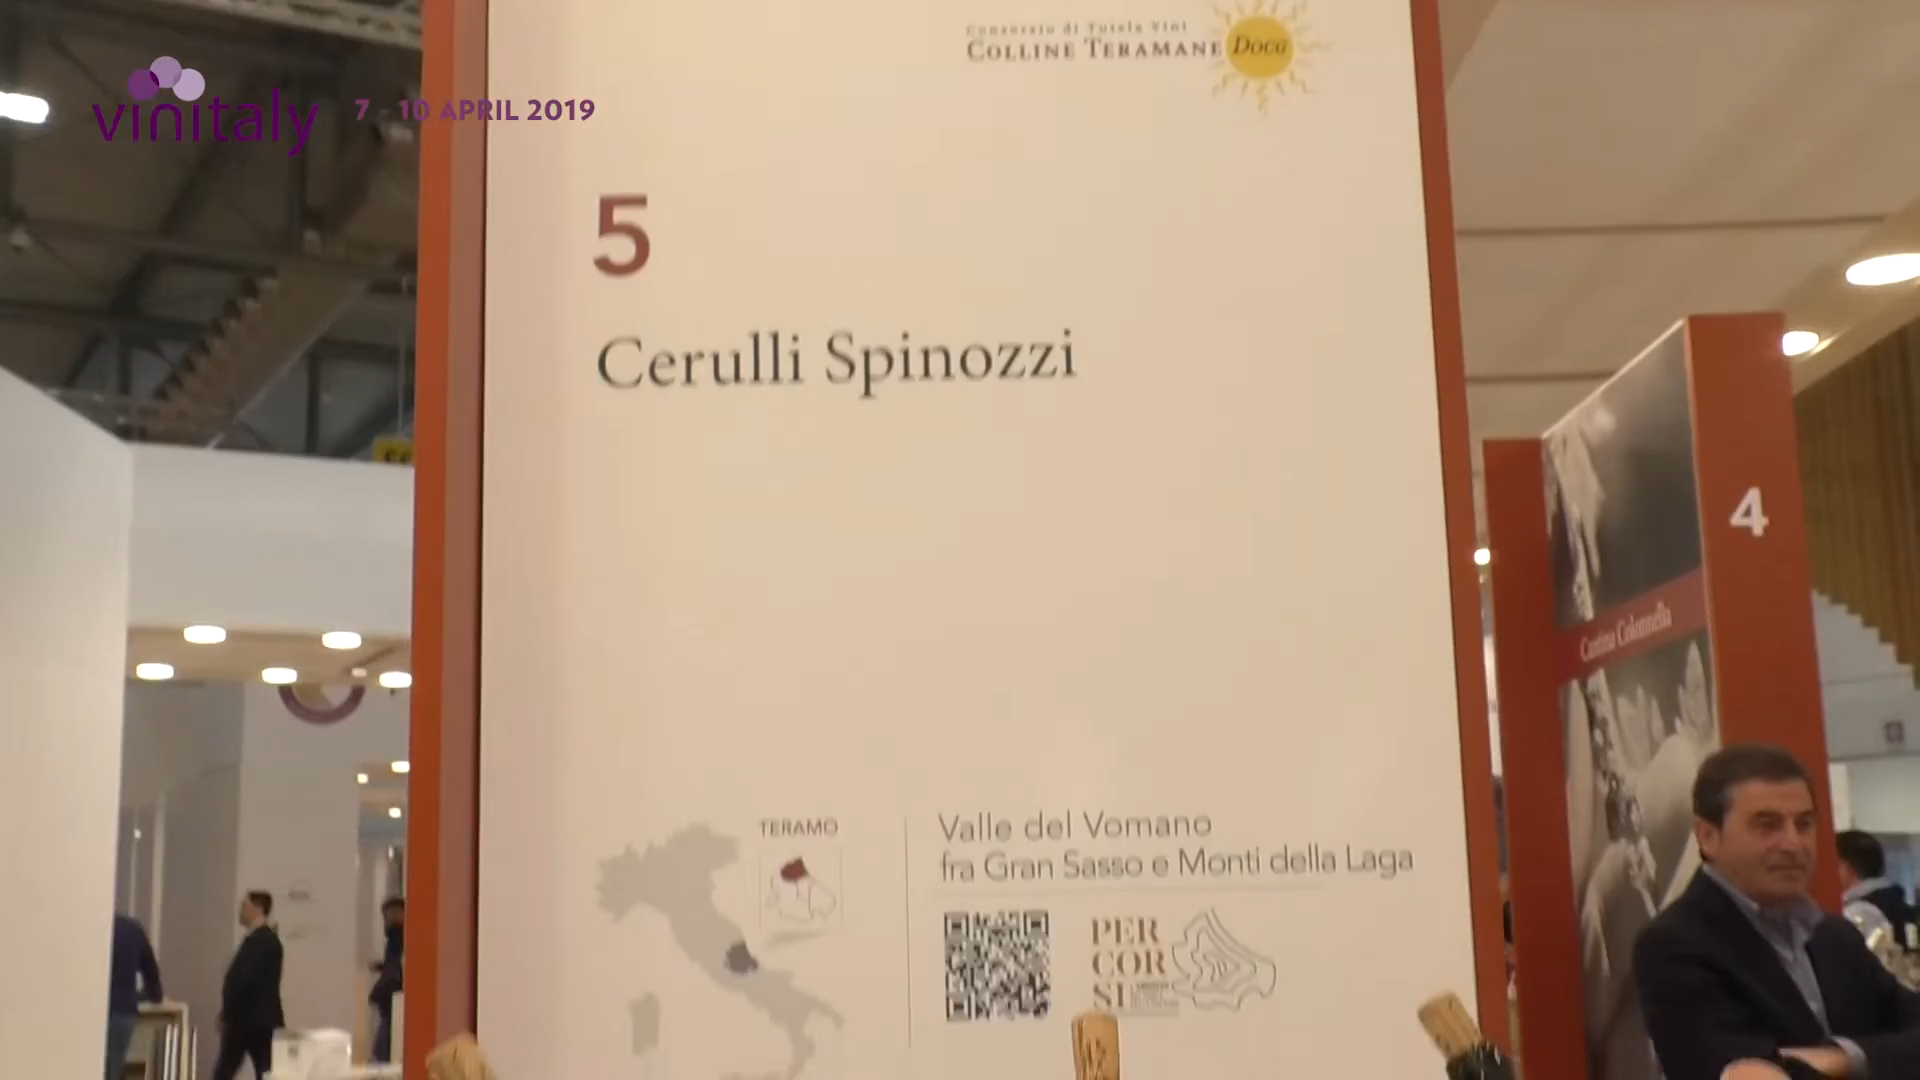 vinitaly 7 - 10 APRIL 2019
Consorzio di Tutela Vini
COLLINE TERAMANE Docg
5
Cerulli Spinozzi
4
Cantina Colonnella
TERAMO
Valle del Vomano
fra Gran Sasso e Monti della Laga
PER
COR
SI